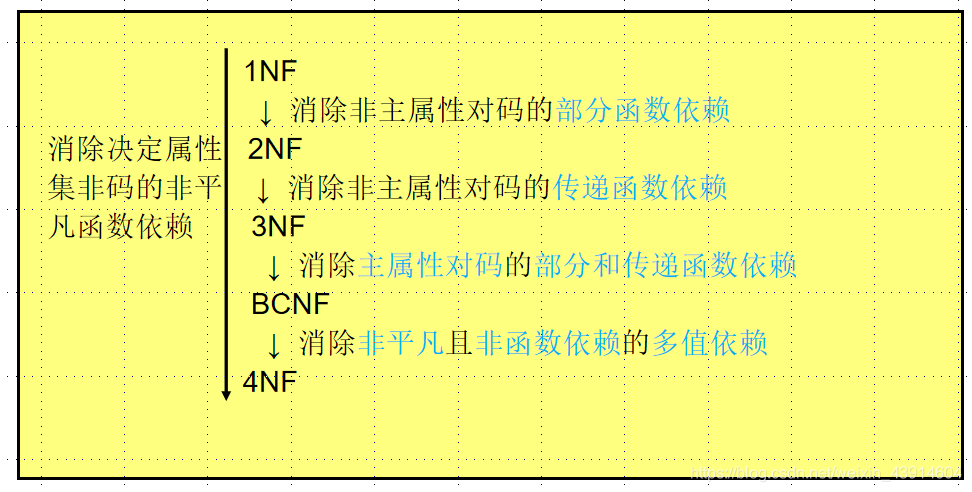 1NF
↓ 消除非主属性对码的部分函数依赖
消除决定属性 2NF
集非码的非平 ↓ 消除非主属性对码的传递函数依赖
凡函数依赖 3NF
↓ 消除主属性对码的部分和传递函数依赖
BCNF
↓ 消除非平凡且非函数依赖的多值依赖
4NF
https://blog.csdn.net/weixin_43914604